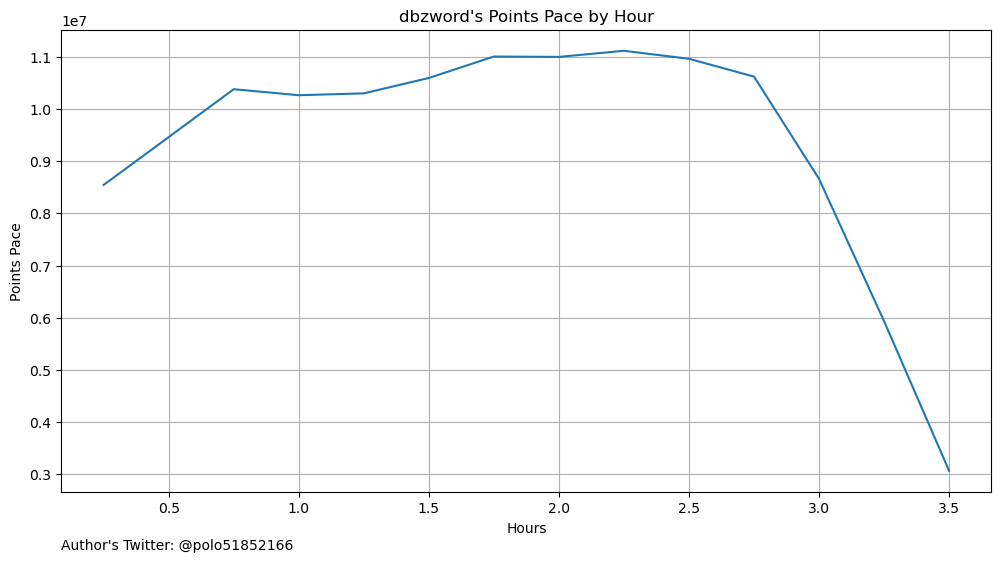 dbzword's Points Pace by Hour
1e7
1.1
1.0
0.9
0.8
0.7
0.6
0.5
0.4
0.3
Points Pace
0.5 1.0 1.5 2.0 2.5 3.0 3.5
Hours
Author's Twitter: @polo51852166